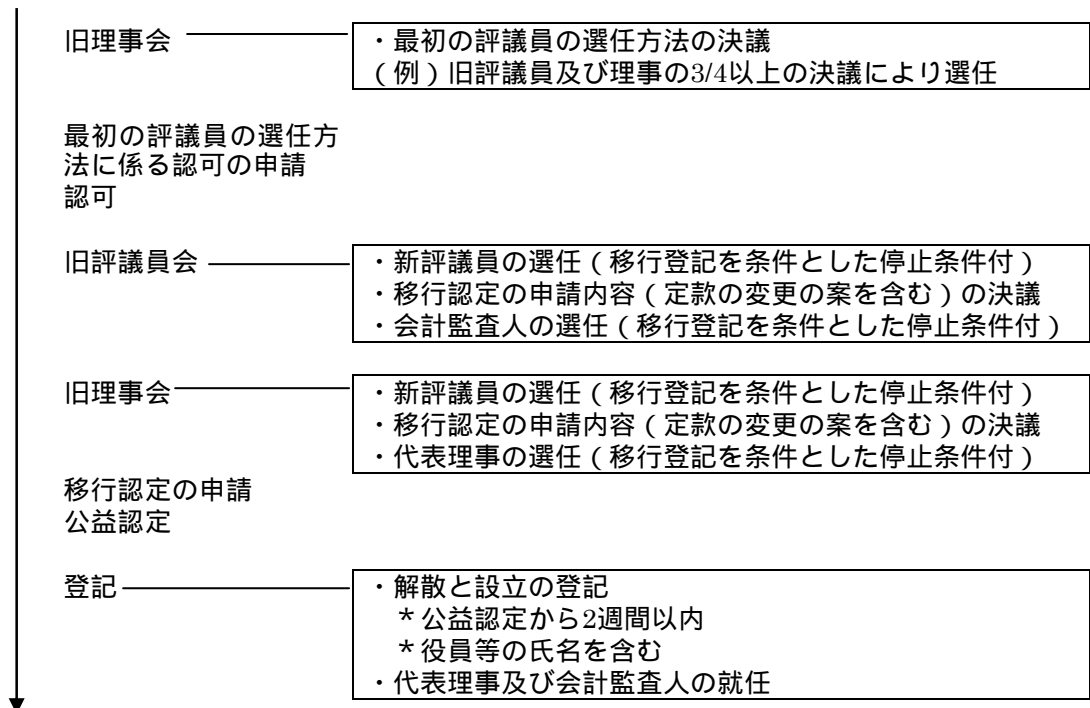 旧理事会
・最初の評議員の選任方法の決議
(例)旧評議員及び理事の3/4以上の決議により選任
最初の評議員の選任方
法に係る認可の申請
認可
旧評議員会
・新評議員の選任(移行登記を条件とした停止条件付)
・移行認定の申請内容(定款の変更の案を含む)の決議
・会計監査人の選任(移行登記を条件とした停止条件付)
旧理事会
・新評議員の選任(移行登記を条件とした停止条件付)
・移行認定の申請内容(定款の変更の案を含む)の決議
・代表理事の選任(移行登記を条件とした停止条件付)
移行認定の申請
公益認定
登記
・解散と設立の登記
*公益認定から2週間以内
*役員等の氏名を含む
・代表理事及び会計監査人の就任